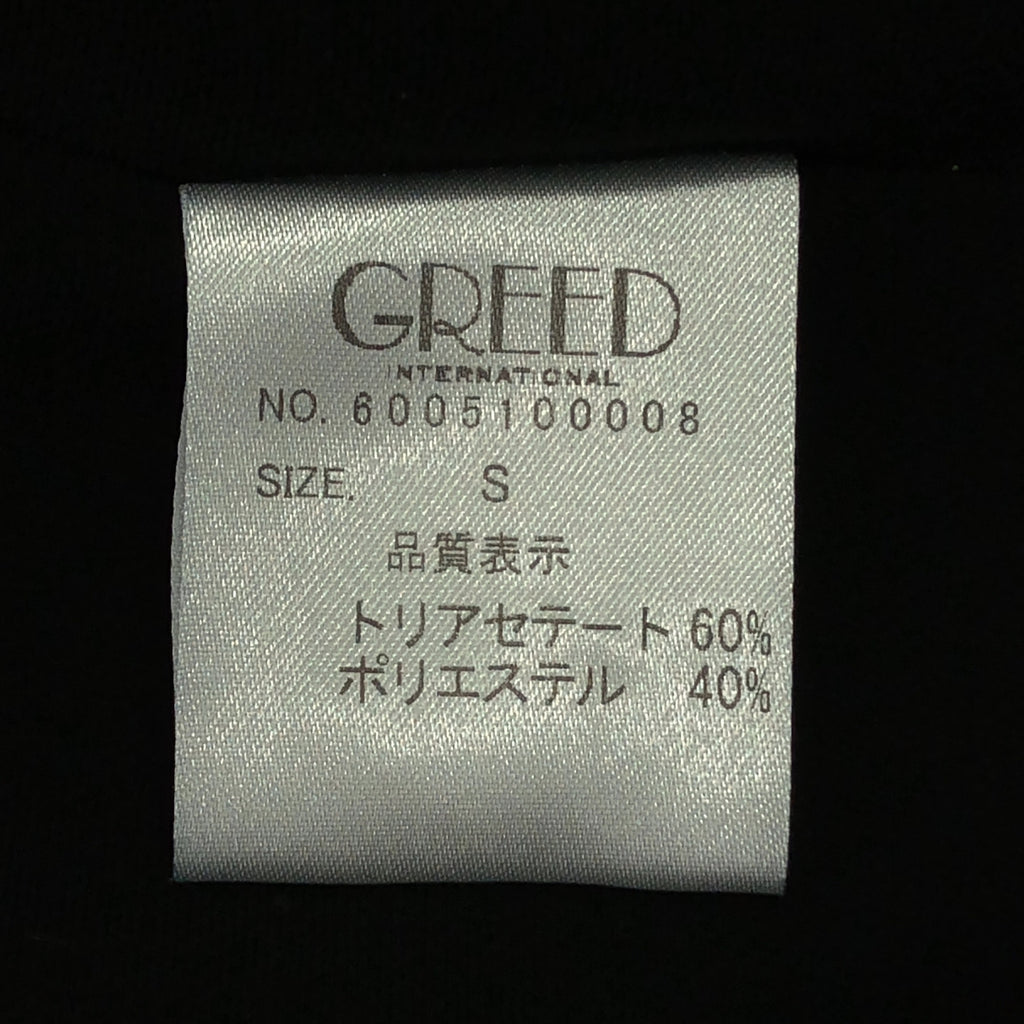 GREED
INTERNATIONAL
NO. 6005100008
SIZE. S
品質表示
トリアセテート 60%
ポリエステル 40%